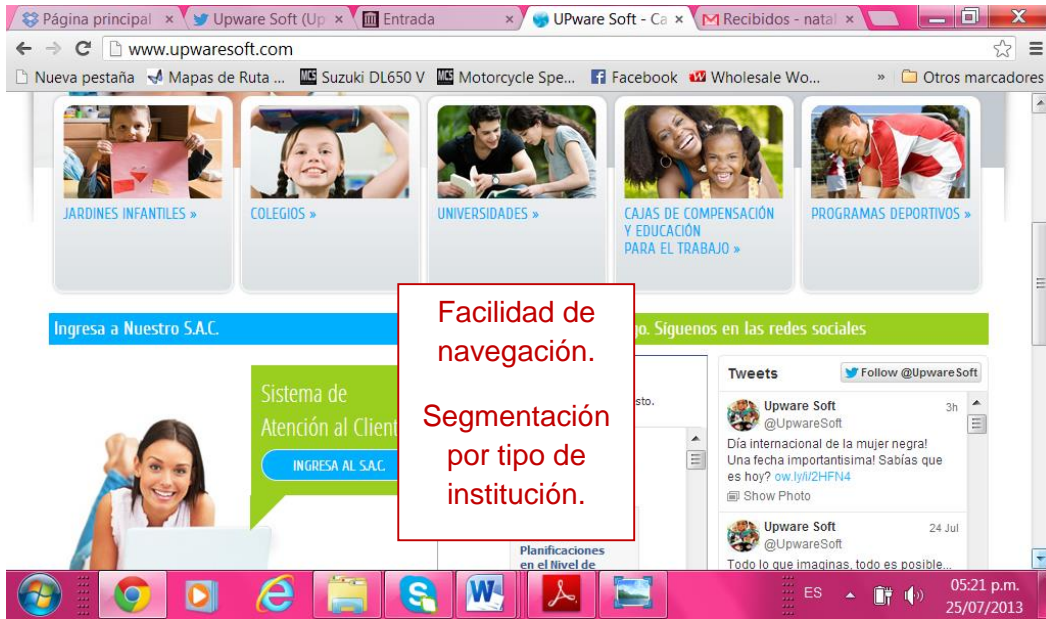 Página principal
Upware Soft (Up
Entrada
UPware Soft - Ca
Recibidos - natal
www.upwaresoft.com
Nueva pestaña Mapas de Ruta ... MCS Suzuki DL650 V MCS Motorcycle Spe... Facebook Wholesale Wo... » Otros marcadores
JARDINES INFANTILES »
COLEGIOS »
UNIVERSIDADES »
CAJAS DE COMPENSACIÓN
Y EDUCACIÓN
PARA EL TRABAJO »
PROGRAMAS DEPORTIVOS »
Ingresa a Nuestro S.A.C.
go. Síguenos en las redes sociales
Sistema de
Atención al Client
INGRESA AL S.A.C.
Facilidad de
navegación.
Segmentación
por tipo de
institución.
sto.
Planificaciones
en el Nivel de
Tweets
Follow @UpwareSoft
Upware Soft 3h
@UpwareSoft
Día internacional de la mujer negra!
Una fecha importantisima! Sabías que
es hoy? ow.ly/i/2HFN4
Show Photo
Upware Soft 24 Jul
@UpwareSoft
Todo lo que imaginas, todo es posible...
ES
05:21 p.m.
25/07/2013